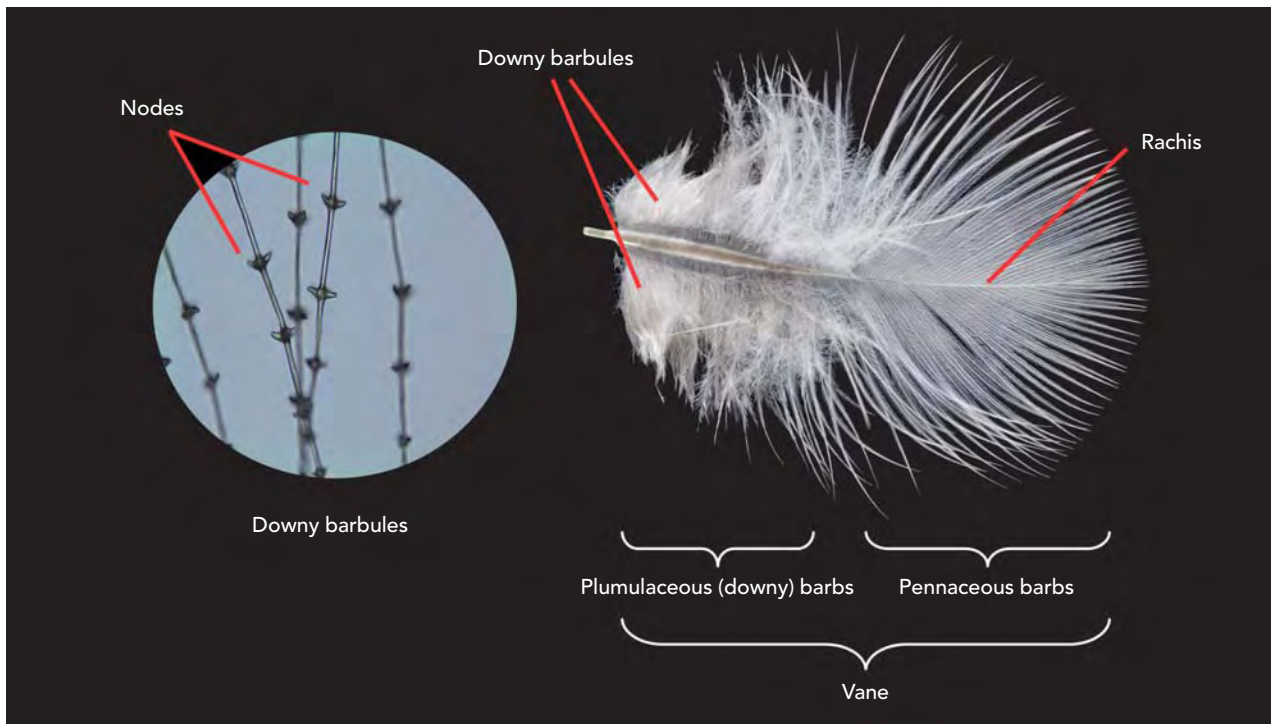 Downy barbules
Nodes
Rachis
Downy barbules
Plumulaceous (downy) barbs
Pennaceous barbs
Vane